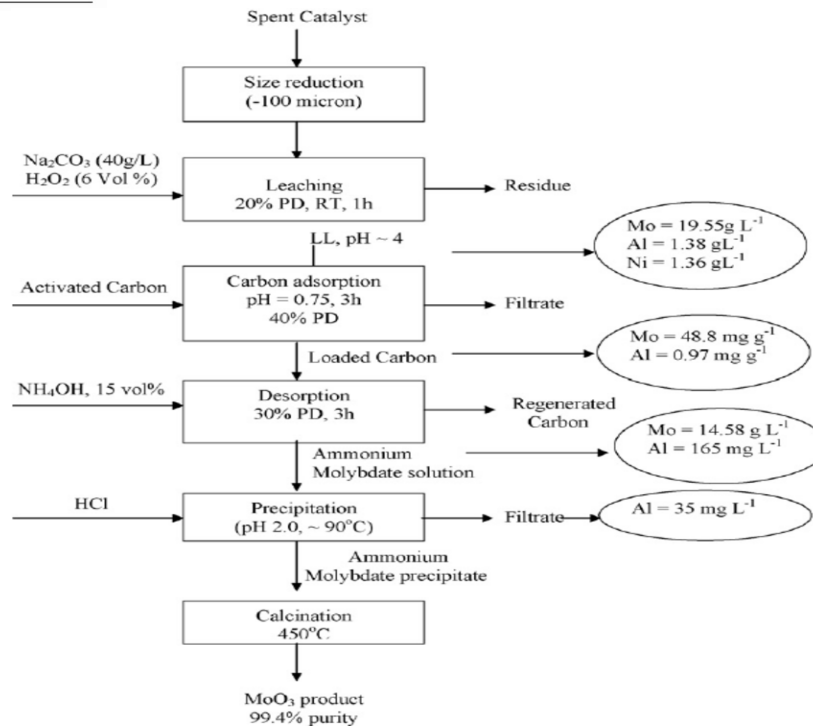 Spent Catalyst
Size reduction
(-100 micron)
Na₂CO₃ (40g/L)
H₂O₂ (6 Vol %)
Leaching
20% PD, RT, 1h
Residue
LL, pH ~ 4
Mo = 19.55g L⁻¹
Al = 1.38 gL⁻¹
Ni = 1.36 gL⁻¹
Activated Carbon
Carbon adsorption
pH = 0.75, 3h
40% PD
Filtrate
Loaded Carbon
Mo = 48.8 mg g⁻¹
Al = 0.97 mg g⁻¹
NH₄OH, 15 vol%
Desorption
30% PD, 3h
Regenerated
Carbon
Ammonium
Molybdate solution
Mo = 14.58 g L⁻¹
Al = 165 mg L⁻¹
HCl
Precipitation
(pH 2.0, ~ 90°C)
Filtrate
Al = 35 mg L⁻¹
Ammonium
Molybdate precipitate
Calcination
450°C
MoO₃ product
99.4% purity